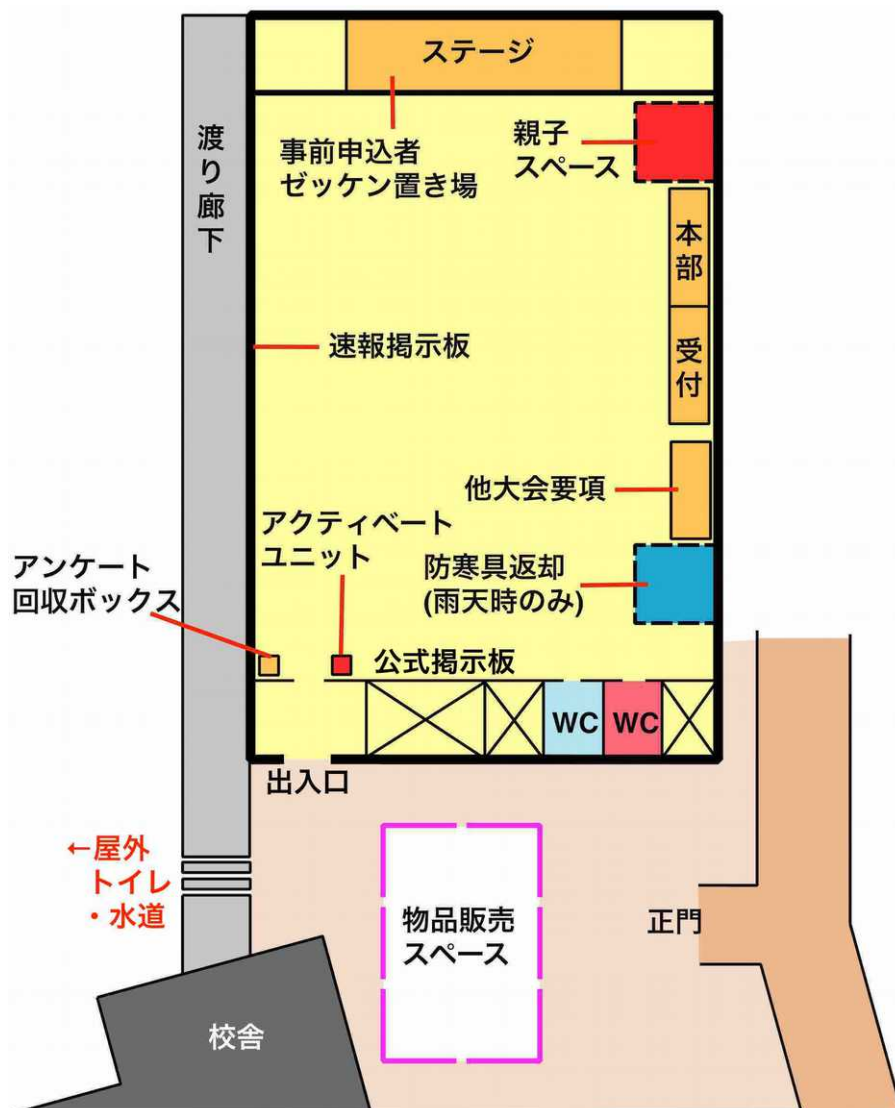 ステージ
渡り廊下
事前申込者
ゼッケン置き場
親子
スペース
本部
速報掲示板
受付
他大会要項
アクティベート
ユニット
アンケート
回収ボックス
防寒具返却
(雨天時のみ)
公式掲示板
WC
WC
出入口
←屋外
トイレ
・水道
物品販売
スペース
正門
校舎